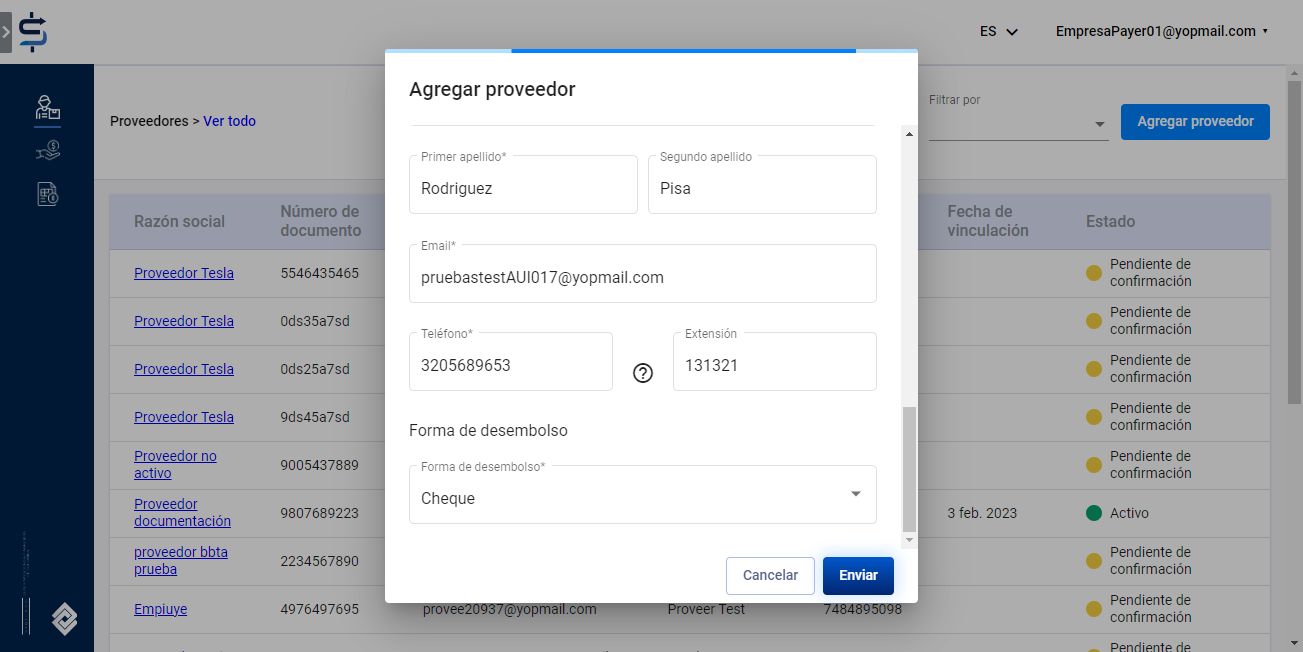 ES
EmpresaPayer01@yopmail.com
Proveedores > Ver todo
Filtrar por
Agregar proveedor
Agregar proveedor
Primer apellido*
Rodriguez
Segundo apellido
Pisa
Email*
pruebastestAUI017@yopmail.com
Teléfono*
3205689653
Extensión
131321
Forma de desembolso
Forma de desembolso*
Cheque
Cancelar
Enviar
Razón social
Número de
documento
Fecha de
vinculación
Estado
Proveedor Tesla
5546435465
Pendiente de
confirmación
Proveedor Tesla
0ds35a7sd
Pendiente de
confirmación
Proveedor Tesla
0ds25a7sd
Pendiente de
confirmación
Proveedor Tesla
9ds45a7sd
Pendiente de
confirmación
Proveedor no
activo
9005437889
Pendiente de
confirmación
Proveedor
documentación
9807689223
3 feb. 2023
Activo
proveedor bbta
prueba
2234567890
Pendiente de
confirmación
Empiuye
4976497695
provee20937@yopmail.com
Proveer Test
7484895098
Pendiente de
confirmación
Pendiente de